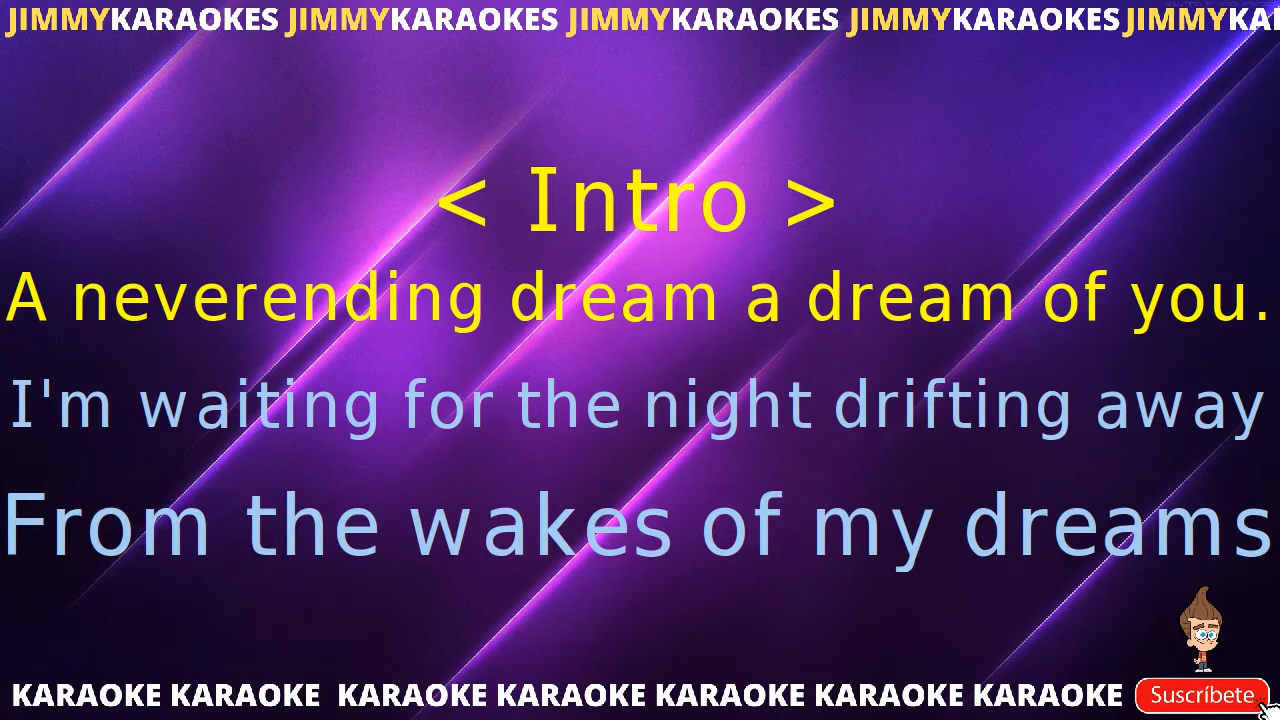 JIMMYKARAOKES JIMMYKARAOKES JIMMYKARAOKES JIMMYKARAOKES JIMMYKA
< Intro >
A neverending dream a dream of you.
I'm waiting for the night drifting away
From the wakes of my dreams
KARAOKE KARAOKE KARAOKE KARAOKE KARAOKE KARAOKE KARAOKE
Suscríbete